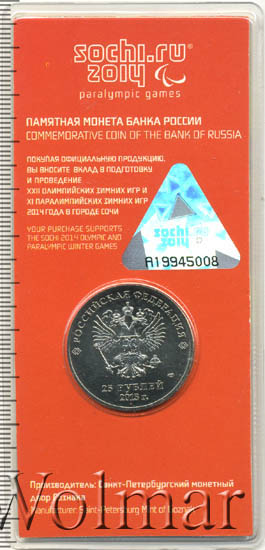 sochi.ru
2014
paralympic games
ПАМЯТНАЯ МОНЕТА БАНКА РОССИИ
COMMEMORATIVE COIN OF THE BANK OF RUSSIA
ПОКУПАЯ ОФИЦИАЛЬНУЮ ПРОДУКЦИЮ,
ВЫ ВНОСИТЕ ВКЛАД В ПОДГОТОВКУ
И ПРОВЕДЕНИЕ
XXII ОЛИМПИЙСКИХ ЗИМНИХ ИГР И
XI ПАРАЛИМПИЙСКИХ ЗИМНИХ ИГР
2014 ГОДА В ГОРОДЕ СОЧИ
YOUR PURCHASE SUPPORTS
THE SOCHI 2014 OLYMPIC AND
PARALYMPIC WINTER GAMES
sochi
2014
A19945008
РОССИЙСКАЯ ФЕДЕРАЦИЯ
25 РУБЛЕЙ
2013 г.
Производитель: Санкт-Петербургский монетный
двор Гознака
Manufacturer: Saint-Petersburg Mint of Goznak
Wolmar